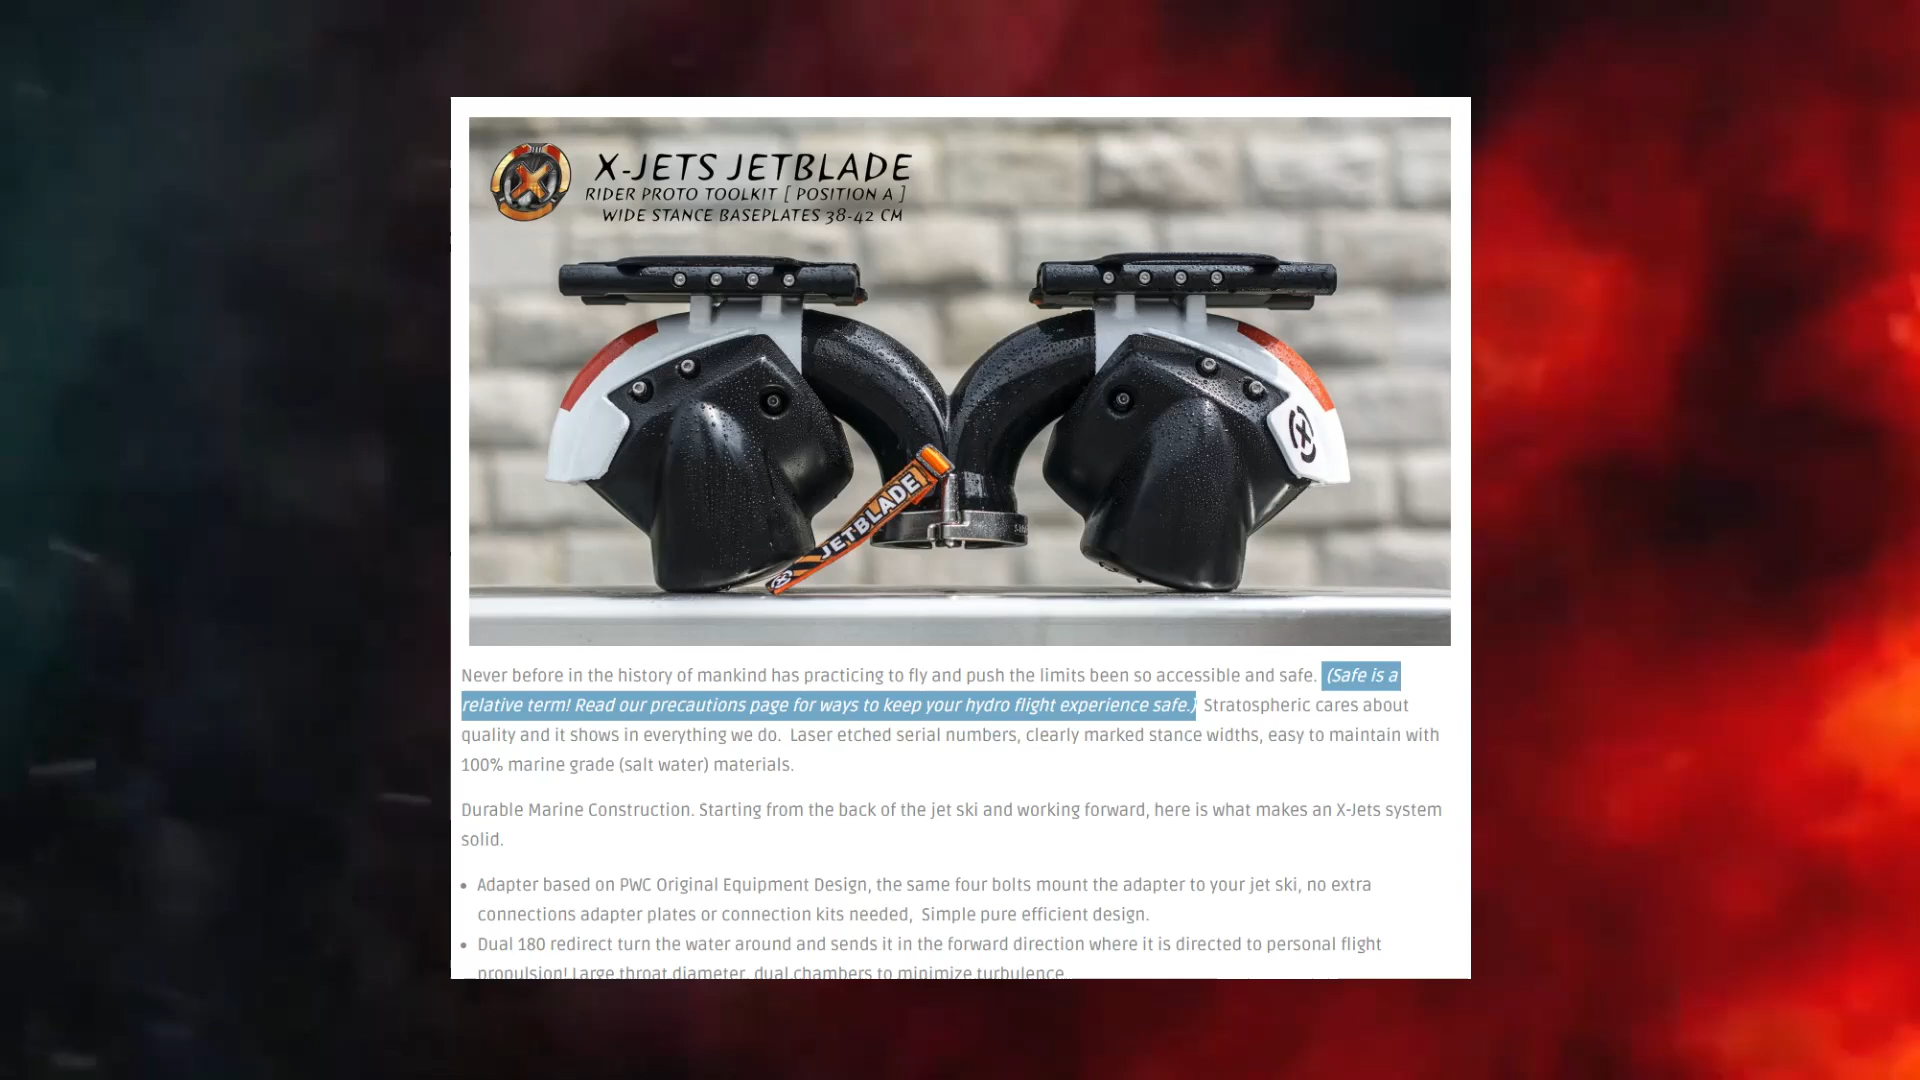 X-JETS JETBLADE
RIDER PROTO TOOLKIT [ POSITION A ]
WIDE STANCE BASEPLATES 38-42 CM
JETBLADE
Never before in the history of mankind has practicing to fly and push the limits been so accessible and safe. (Safe is a
relative term! Read our precautions page for ways to keep your hydro flight experience safe.) Stratospheric cares about
quality and it shows in everything we do. Laser etched serial numbers, clearly marked stance widths, easy to maintain with
100% marine grade (salt water) materials.
Durable Marine Construction. Starting from the back of the jet ski and working forward, here is what makes an X-Jets system
solid.
• Adapter based on PWC Original Equipment Design, the same four bolts mount the adapter to your jet ski, no extra
connections adapter plates or connection kits needed, Simple pure efficient design.
• Dual 180 redirect turn the water around and sends it in the forward direction where it is directed to personal flight
propulsion! Large throat diameter, dual chambers to minimize turbulence.